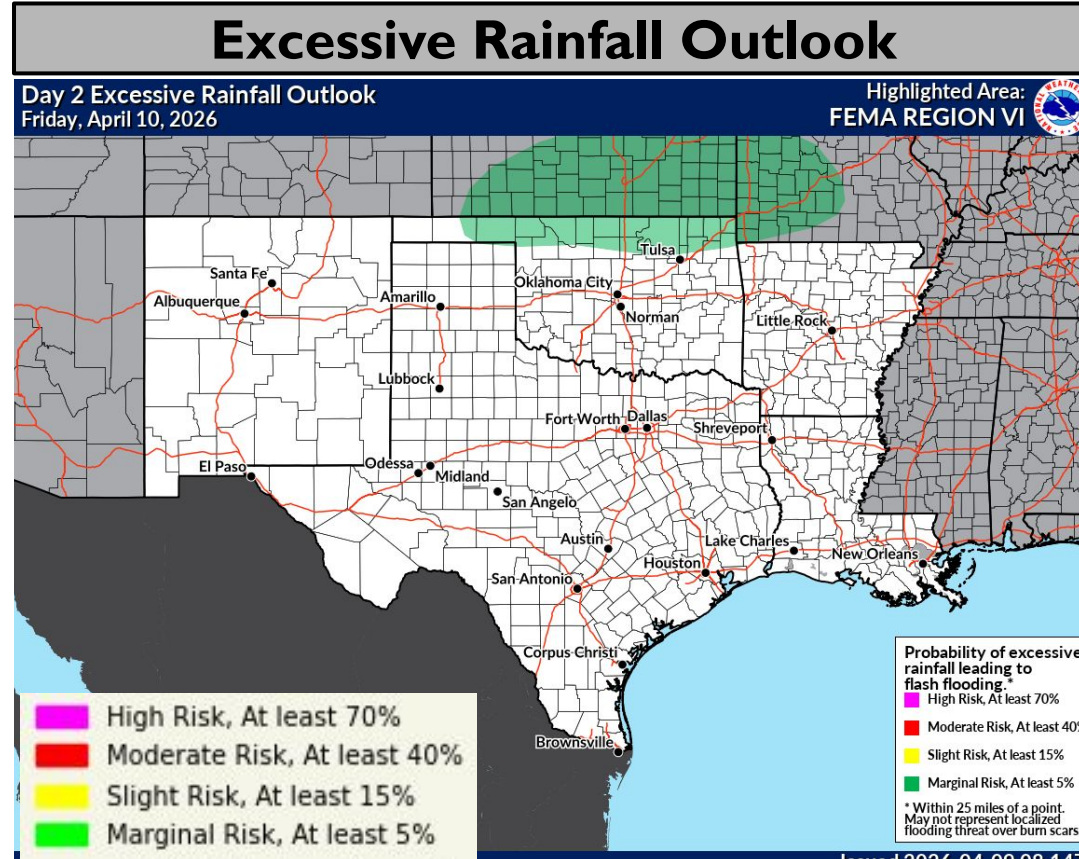 Excessive Rainfall Outlook
Day 2 Excessive Rainfall Outlook
Friday, April 10, 2026
Highlighted Area:
FEMA REGION VI
Tulsa
Santa Fe
Oklahoma City
Albuquerque
Amarillo
Norman
Little Rock
Lubbock
Fort Worth
Dallas
Shreveport
El Paso
Odessa
Midland
San Angelo
Austin
Lake Charles
New Orleans
Houston
San Antonio
Corpus Christi
Brownsville
High Risk, At least 70%
Moderate Risk, At least 40%
Slight Risk, At least 15%
Marginal Risk, At least 5%
Probability of excessive
rainfall leading to
flash flooding.*
High Risk, At least 70%
Moderate Risk, At least 40%
Slight Risk, At least 15%
Marginal Risk, At least 5%
* Within 25 miles of a point.
May not represent localized
flooding threat over burn scars